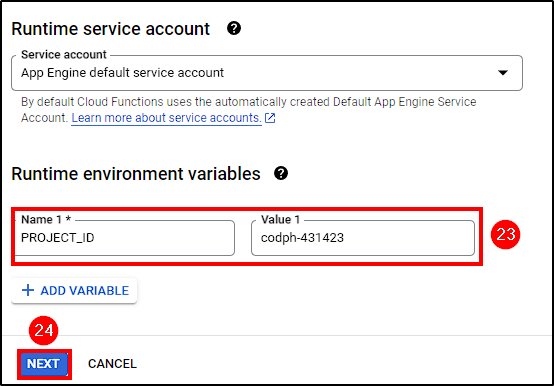 Runtime service account ?
Service account
App Engine default service account
By default Cloud Functions uses the automatically created Default App Engine Service
Account. Learn more about service accounts.
Runtime environment variables ?
Name 1 * Value 1
PROJECT_ID codph-431423
23
+ ADD VARIABLE
24
NEXT CANCEL